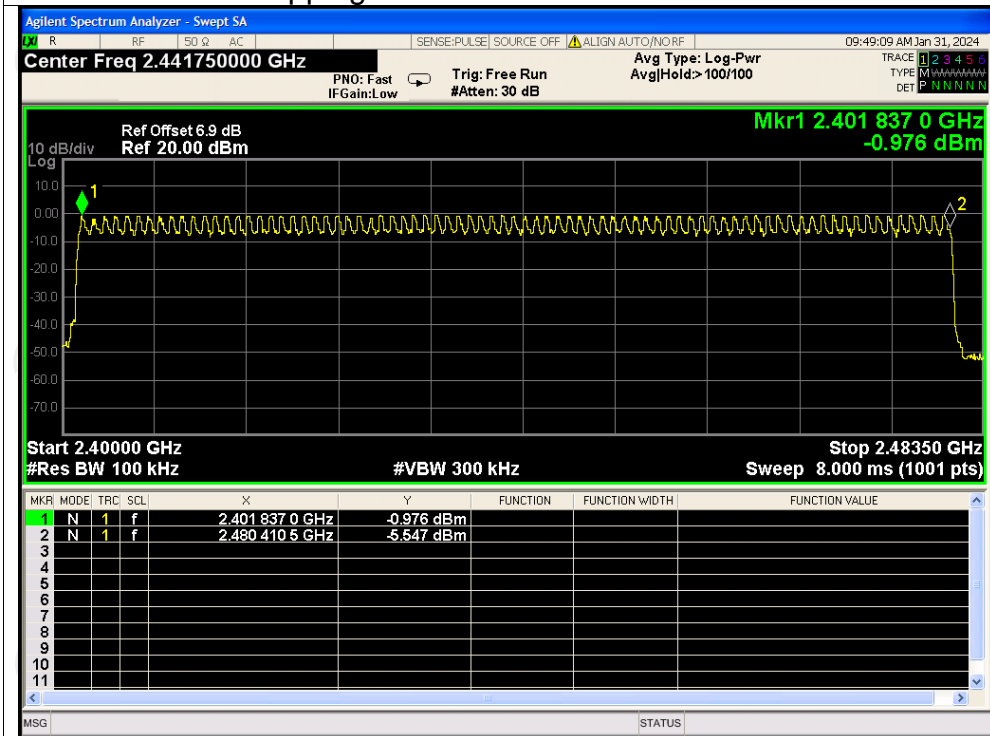 Agilent Spectrum Analyzer - Swept SA
LXI R RF 50 Ω AC SENSE:PULSE SOURCE OFF ALIGN AUTO/NO RF 09:49:09 AM Jan 31, 2024
Center Freq 2.441750000 GHz
PNO: Fast
IFGain:Low
Trig: Free Run
#Atten: 30 dB
Avg Type: Log-Pwr
Avg|Hold:>100/100
TRACE 1 2 3 4 5 6
TYPE M
DET P N N N N N
Mkr1 2.401 837 0 GHz
-0.976 dBm
Ref Offset 6.9 dB
10 dB/div Ref 20.00 dBm
Log
10.0
0.00
-10.0
-20.0
-30.0
-40.0
-50.0
-60.0
-70.0
1
2
Start 2.40000 GHz Stop 2.48350 GHz
#Res BW 100 kHz #VBW 300 kHz Sweep 8.000 ms (1001 pts)
MKR MODE TRC SCL X Y FUNCTION FUNCTION WIDTH FUNCTION VALUE
1 N 1 f 2.401 837 0 GHz -0.976 dBm
2 N 1 f 2.480 410 5 GHz -5.547 dBm
3
4
5
6
7
8
9
10
11
MSG STATUS